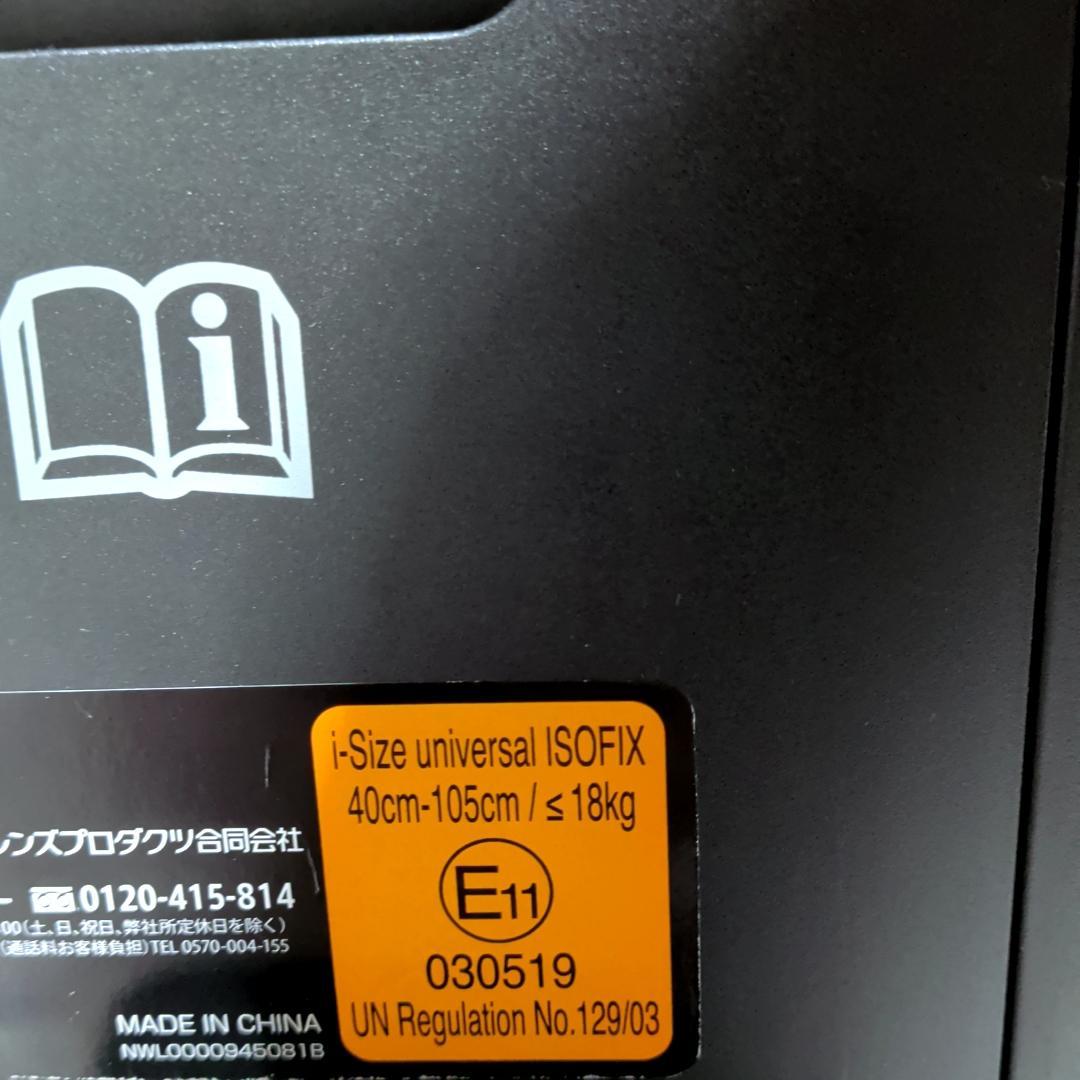 i
i-Size universal ISOFIX
40cm-105cm / ≤ 18kg
E11
030519
UN Regulation No.129/03
レンズプロダクツ合同会社
0120-415-814
00(土、日、祝日、弊社所定休日を除く)
(通話料お客様負担)TEL 0570-004-155
MADE IN CHINA
NWL0000945081B